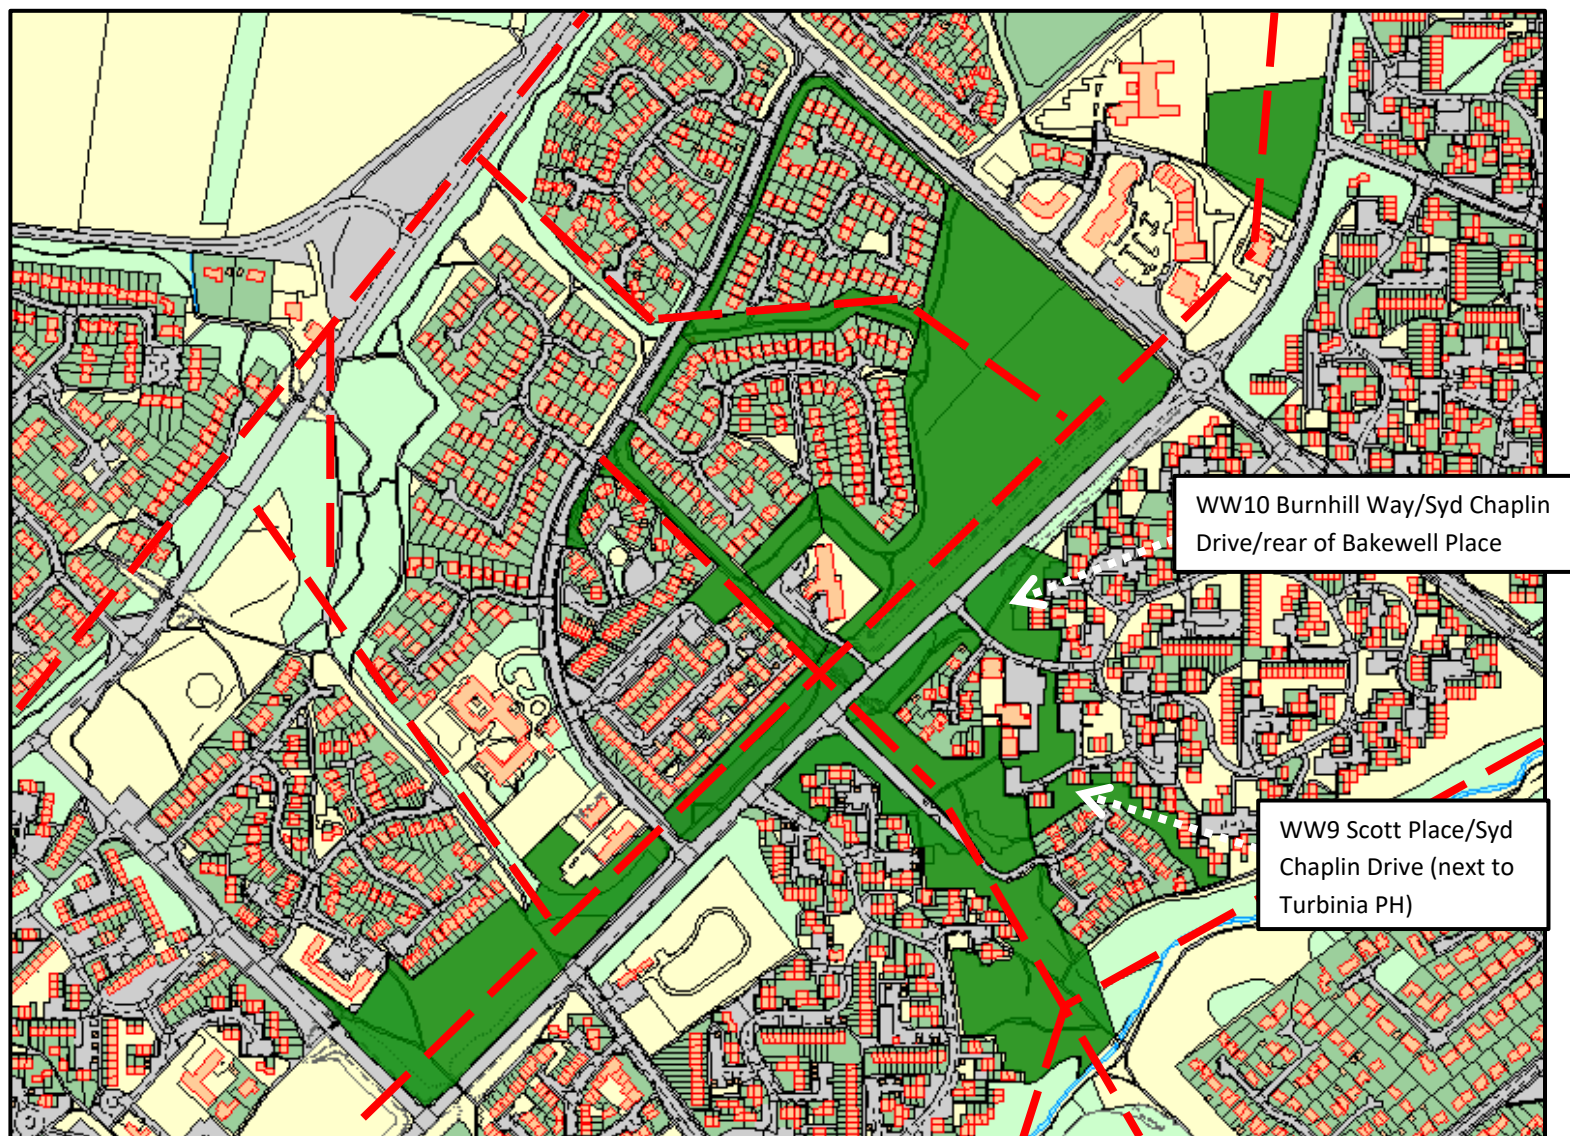 WW10 Burnhill Way/Syd Chaplin
Drive/rear of Bakewell Place
WW9 Scott Place/Syd
Chaplin Drive (next to
Turbinia PH)